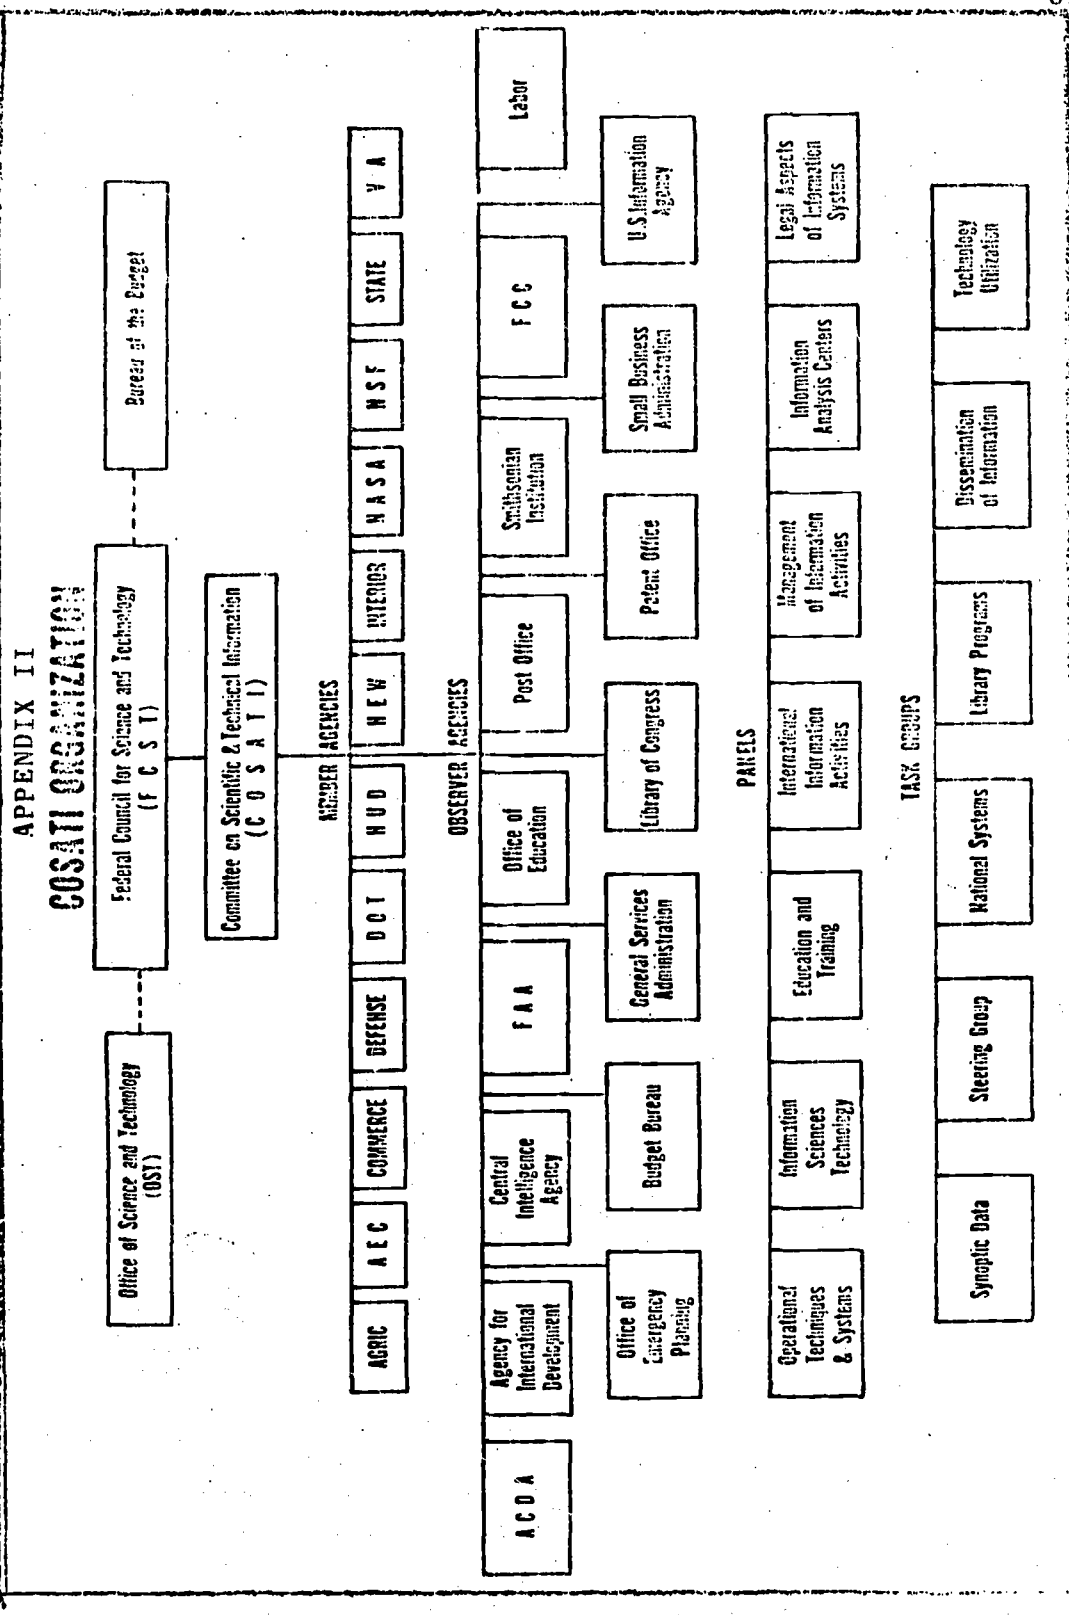 APPENDIX II
COSATI ORGANIZATION
Office of Science and Technology
(OST)
Federal Council for Science and Technology
(F C S T)
Bureau of the Budget
Committee on Scientific & Technical Information
(C O S A T I)
MEMBER AGENCIES
AGRIC
A E C
COMMERCE
DEFENSE
D O T
H U D
H E W
INTERIOR
N A S A
N S F
STATE
V A
OBSERVER AGENCIES
A C D A
Agency for
International
Development
Central
Intelligence
Agency
F A A
Office of
Education
Post Office
Smithsonian
Institution
F C C
Labor
Office of
Emergency
Planning
Budget Bureau
General Services
Administration
Library of Congress
Patent Office
Small Business
Administration
U.S. Information
Agency
PANELS
Operational
Techniques
& Systems
Information
Sciences
Technology
Education and
Training
International
Information
Activities
Management
of Information
Activities
Information
Analysis Centers
Legal Aspects
of Information
Systems
TASK GROUPS
Synoptic Data
Steering Group
National Systems
Library Programs
Dissemination
of Information
Technology
Utilization